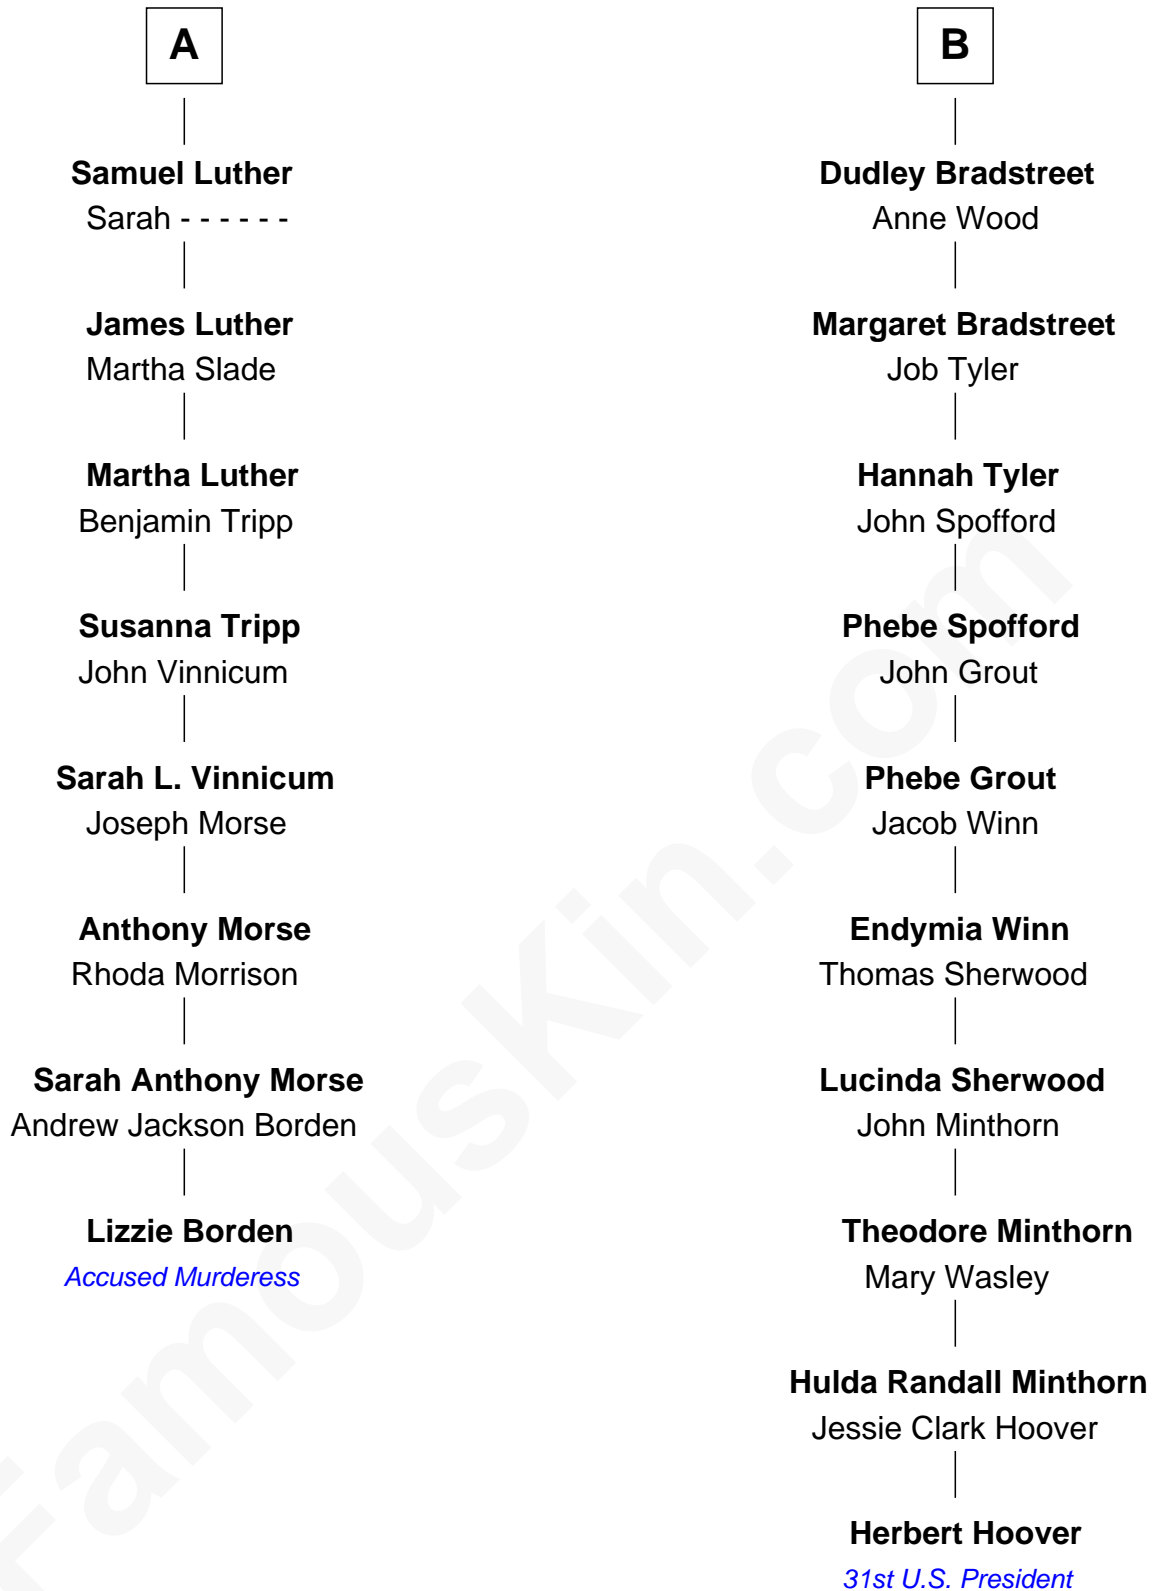 A
Samuel Luther
Sarah - - - - - -
James Luther
Martha Slade
Martha Luther
Benjamin Tripp
Susanna Tripp
John Vinnicum
Sarah L. Vinnicum
Joseph Morse
Anthony Morse
Rhoda Morrison
Sarah Anthony Morse
Andrew Jackson Borden
Lizzie Borden
Accused Murderess
B
Dudley Bradstreet
Anne Wood
Margaret Bradstreet
Job Tyler
Hannah Tyler
John Spofford
Phebe Spofford
John Grout
Phebe Grout
Jacob Winn
Endymia Winn
Thomas Sherwood
Lucinda Sherwood
John Minthorn
Theodore Minthorn
Mary Wasley
Hulda Randall Minthorn
Jessie Clark Hoover
Herbert Hoover
31st U.S. President
FamousKin.com